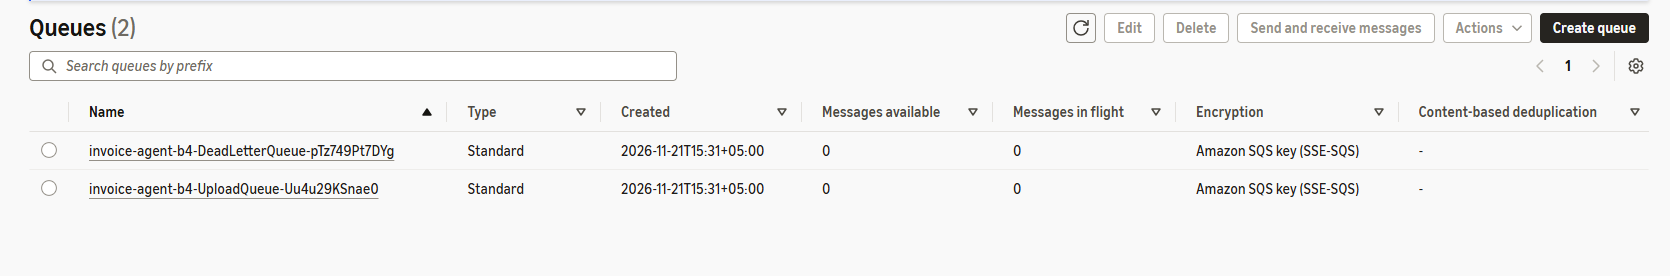 Queues (2)
Edit Delete Send and receive messages Actions Create queue
Search queues by prefix
1
Name Type Created Messages available Messages in flight Encryption Content-based deduplication
invoice-agent-b4-DeadLetterQueue-pTz749Pt7DYg Standard 2026-11-21T15:31+05:00 0 0 Amazon SQS key (SSE-SQS) -
invoice-agent-b4-UploadQueue-Uu4u29KSnae0 Standard 2026-11-21T15:31+05:00 0 0 Amazon SQS key (SSE-SQS) -